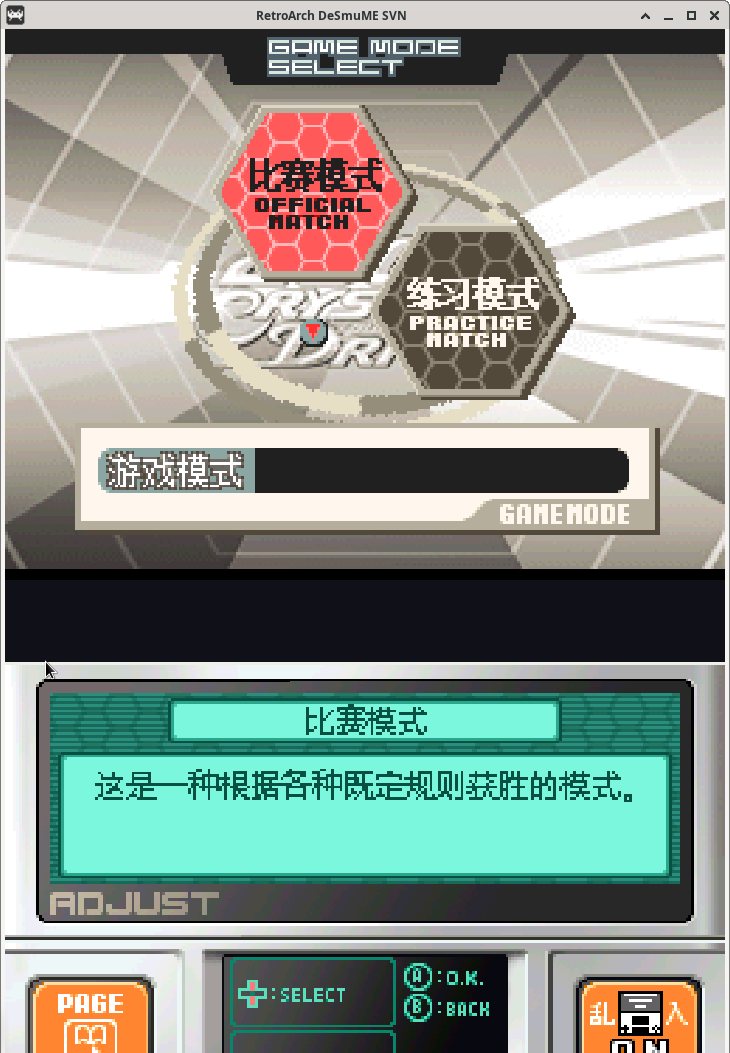 RetroArch DeSmuME SVN
GAME MODE
SELECT
比赛模式
OFFICIAL
MATCH
练习模式
PRACTICE
MATCH
游戏模式
GAME MODE
比赛模式
这是一种根据各种既定规则获胜的模式。
ADJUST
PAGE
:SELECT
A:O.K.
B:BACK
乱入